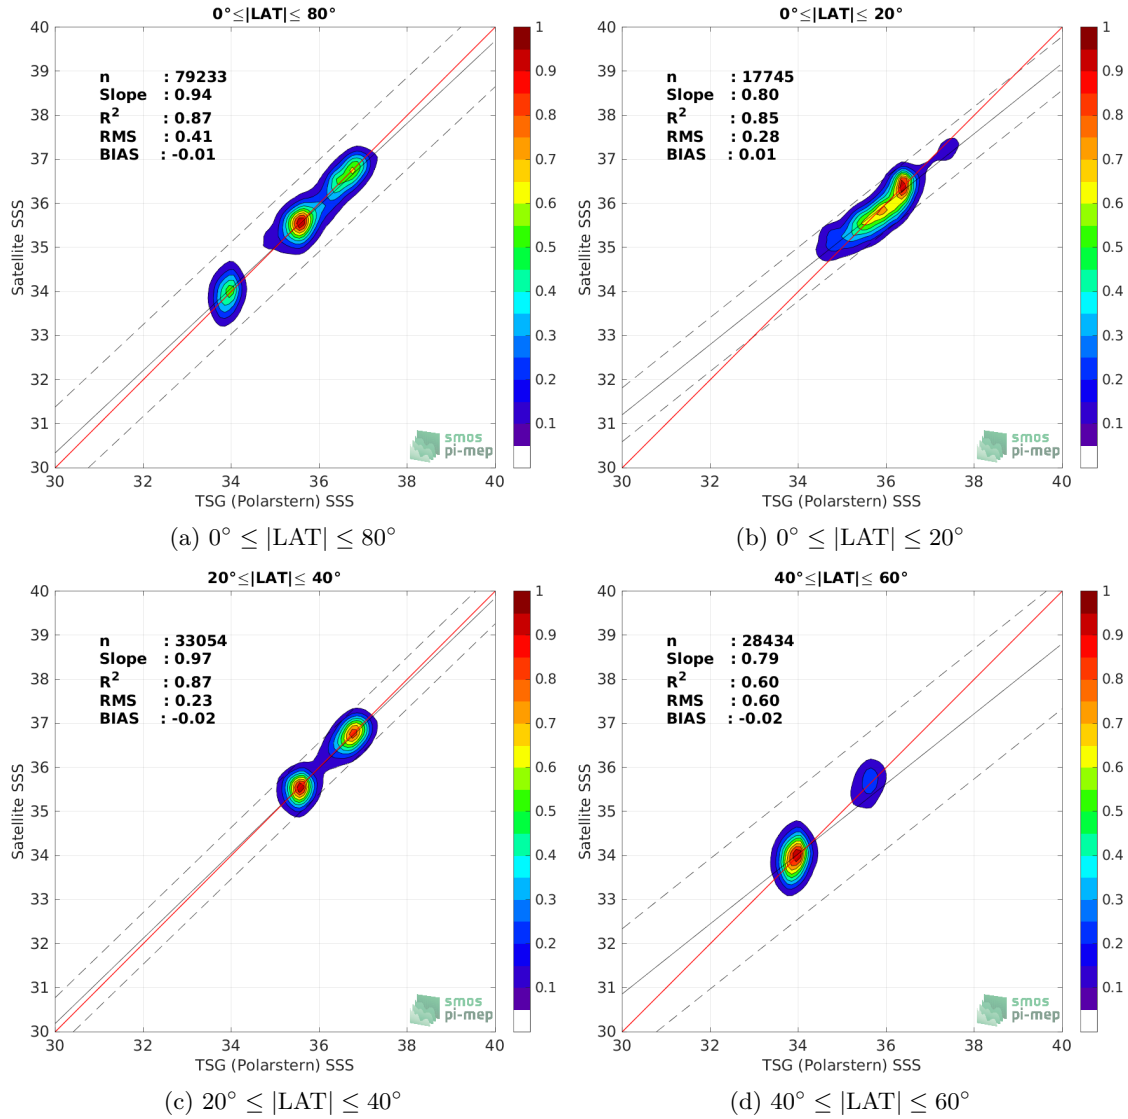 0°≤|LAT|≤ 80°
n : 79233
Slope : 0.94
R² : 0.87
RMS : 0.41
BIAS : -0.01
40
39
38
37
36
35
34
33
32
31
30
30 32 34 36 38 40
Satellite SSS
TSG (Polarstern) SSS
1
0.9
0.8
0.7
0.6
0.5
0.4
0.3
0.2
0.1
smos
pi-mep
(a) 0° ≤ |LAT| ≤ 80°
0°≤|LAT|≤ 20°
n : 17745
Slope : 0.80
R² : 0.85
RMS : 0.28
BIAS : 0.01
40
39
38
37
36
35
34
33
32
31
30
30 32 34 36 38 40
Satellite SSS
TSG (Polarstern) SSS
1
0.9
0.8
0.7
0.6
0.5
0.4
0.3
0.2
0.1
smos
pi-mep
(b) 0° ≤ |LAT| ≤ 20°
20°≤|LAT|≤ 40°
n : 33054
Slope : 0.97
R² : 0.87
RMS : 0.23
BIAS : -0.02
40
39
38
37
36
35
34
33
32
31
30
30 32 34 36 38 40
Satellite SSS
TSG (Polarstern) SSS
1
0.9
0.8
0.7
0.6
0.5
0.4
0.3
0.2
0.1
smos
pi-mep
(c) 20° ≤ |LAT| ≤ 40°
40°≤|LAT|≤ 60°
n : 28434
Slope : 0.79
R² : 0.60
RMS : 0.60
BIAS : -0.02
40
39
38
37
36
35
34
33
32
31
30
30 32 34 36 38 40
Satellite SSS
TSG (Polarstern) SSS
1
0.9
0.8
0.7
0.6
0.5
0.4
0.3
0.2
0.1
smos
pi-mep
(d) 40° ≤ |LAT| ≤ 60°